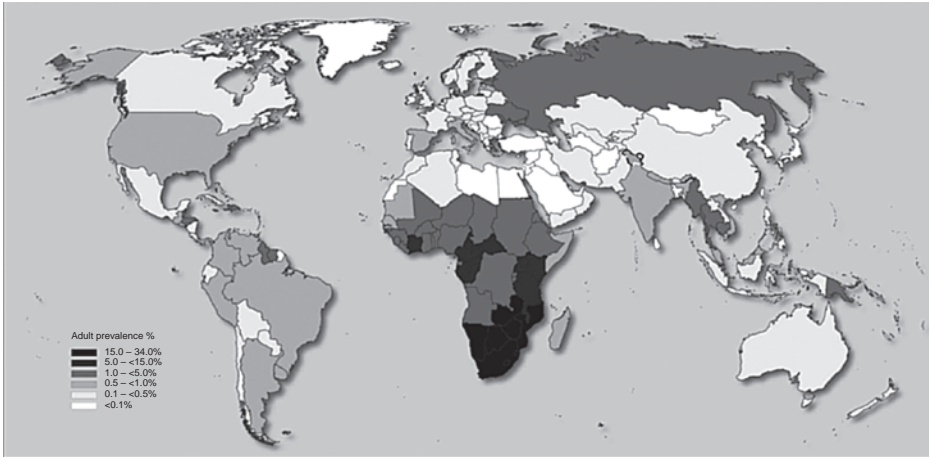 Adult prevalence %
15.0 – 34.0%
5.0 – <15.0%
1.0 – <5.0%
0.5 – <1.0%
0.1 – <0.5%
<0.1%